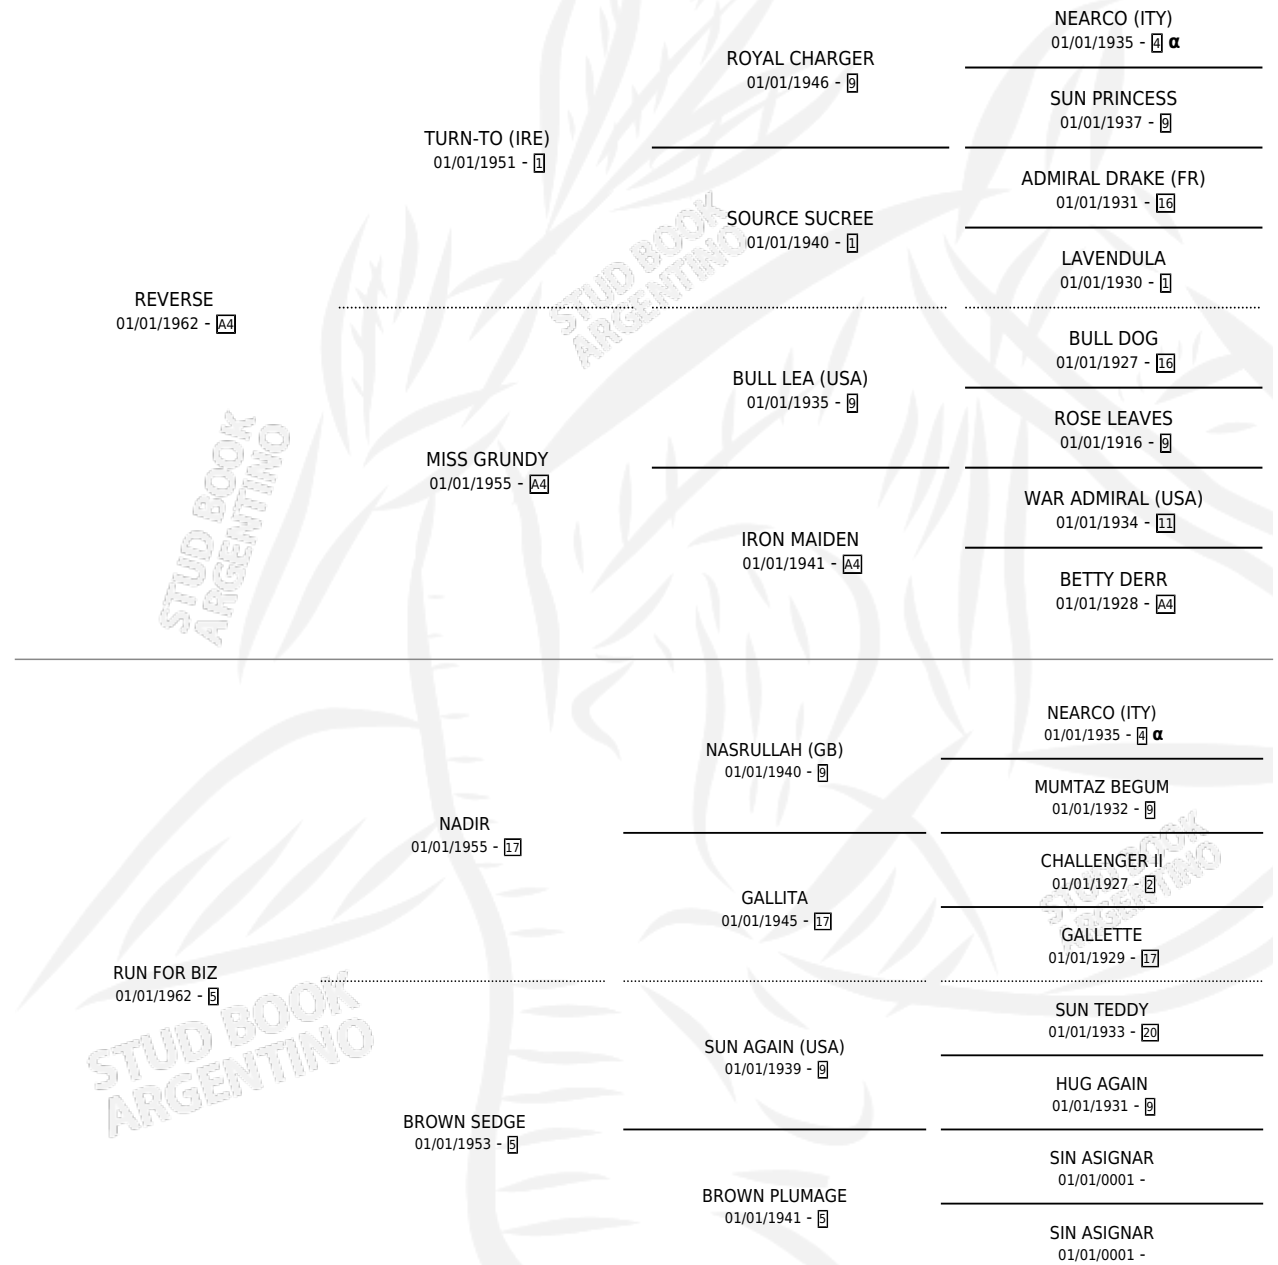 NEARCO (ITY)
01/01/1935 - 4 α
ROYAL CHARGER
01/01/1946 - 9
SUN PRINCESS
01/01/1937 - 9
TURN-TO (IRE)
01/01/1951 - 1
ADMIRAL DRAKE (FR)
01/01/1931 - 16
SOURCE SUCREE
01/01/1940 - 1
LAVENDULA
01/01/1930 - 1
REVERSE
01/01/1962 - A4
BULL DOG
01/01/1927 - 16
BULL LEA (USA)
01/01/1935 - 9
ROSE LEAVES
01/01/1916 - 9
MISS GRUNDY
01/01/1955 - A4
WAR ADMIRAL (USA)
01/01/1934 - 11
IRON MAIDEN
01/01/1941 - A4
BETTY DERR
01/01/1928 - A4
NEARCO (ITY)
01/01/1935 - 4 α
NASRULLAH (GB)
01/01/1940 - 9
MUMTAZ BEGUM
01/01/1932 - 9
NADIR
01/01/1955 - 17
CHALLENGER II
01/01/1927 - 2
GALLITA
01/01/1945 - 17
GALLETTE
01/01/1929 - 17
RUN FOR BIZ
01/01/1962 - 5
SUN TEDDY
01/01/1933 - 20
SUN AGAIN (USA)
01/01/1939 - 9
HUG AGAIN
01/01/1931 - 9
BROWN SEDGE
01/01/1953 - 5
SIN ASIGNAR
01/01/0001 -
BROWN PLUMAGE
01/01/1941 - 5
SIN ASIGNAR
01/01/0001 -
STUD BOOK
ARGENTINO
STUD BOOK
ARGENTINO
STUD BOOK
ARGENTINO
STUD BOOK
ARGENTINO